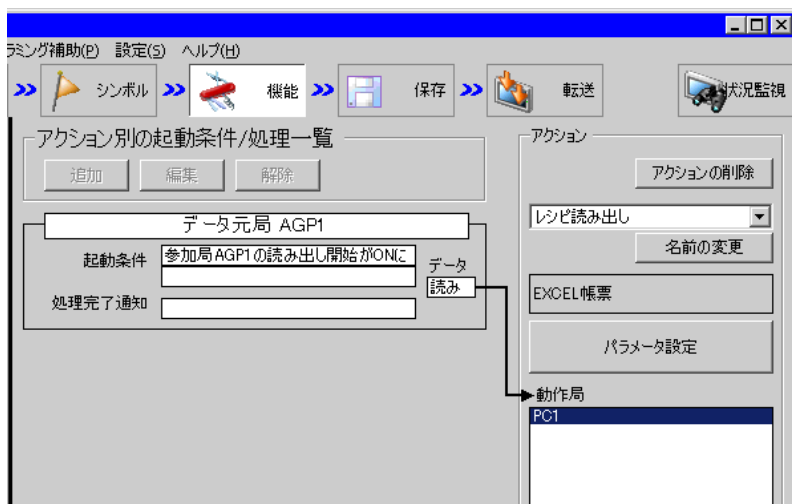 ラミング補助(P) 設定(S) ヘルプ(H)
シンボル 機能 保存 転送 状況監視
アクション別の起動条件/処理一覧
追加 編集 解除
データ元局 AGP1
起動条件 参加局AGP1の読み出し開始がONに
処理完了通知
データ
読み
アクション
アクションの削除
レシピ読み出し
名前の変更
EXCEL帳票
パラメータ設定
動作局
PC1